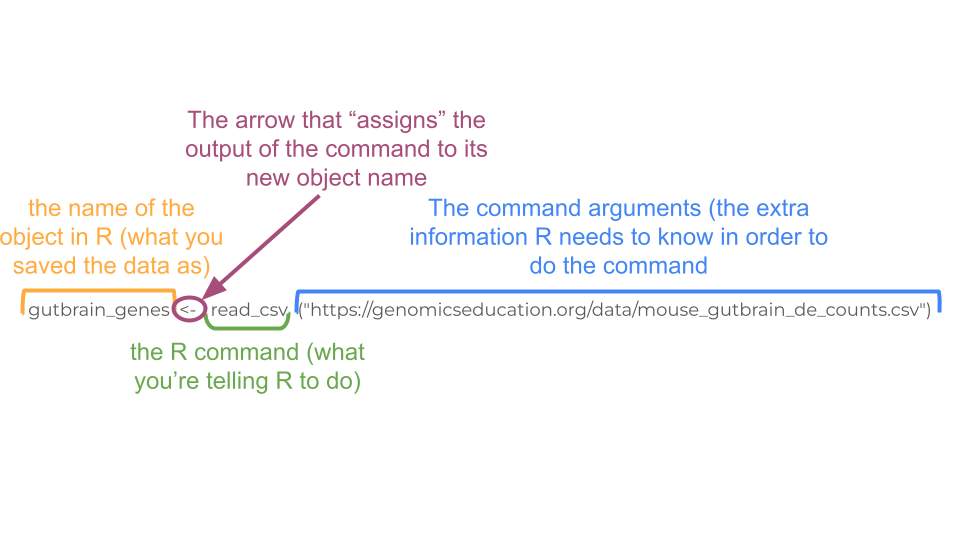 The arrow that “assigns” the
output of the command to its
new object name
the name of the
object in R (what you
saved the data as)
The command arguments (the extra
information R needs to know in order to
do the command
gutbrain_genes <- read_csv ("https://genomicseducation.org/data/mouse_gutbrain_de_counts.csv")
the R command (what
you’re telling R to do)